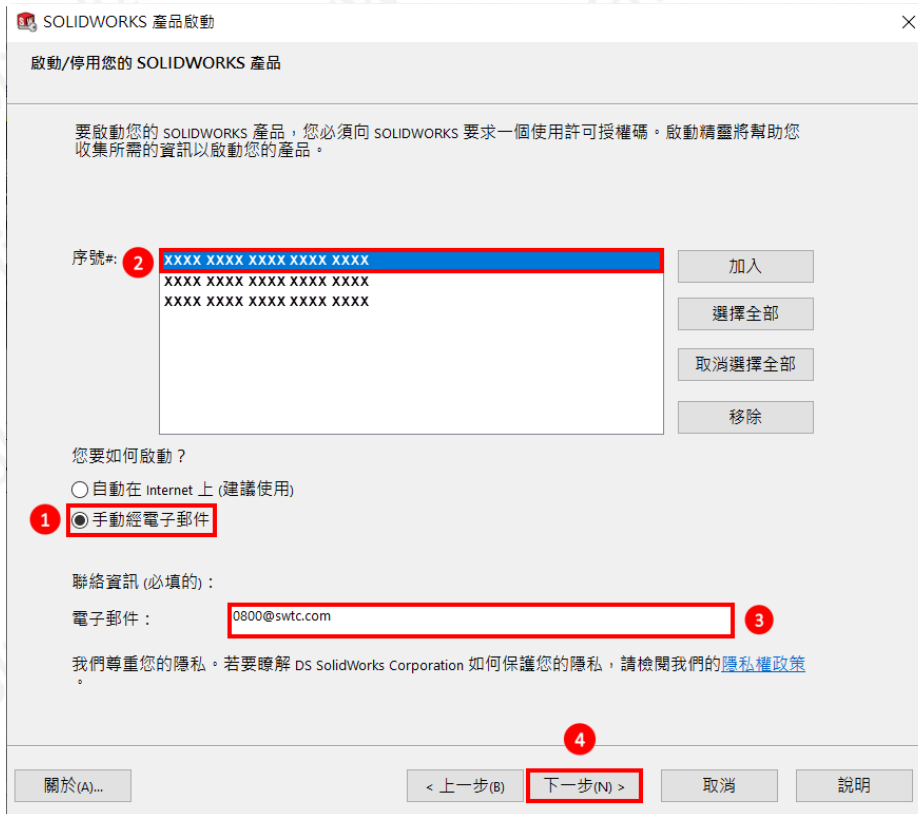 SOLIDWORKS 產品啟動
啟動/停用您的 SOLIDWORKS 產品
要啟動您的 SOLIDWORKS 產品，您必須向 SOLIDWORKS 要求一個使用許可授權碼。啟動精靈將幫助您
收集所需的資訊以啟動您的產品。
序號#: 2 XXXX XXXX XXXX XXXX XXXX
XXXX XXXX XXXX XXXX XXXX
XXXX XXXX XXXX XXXX XXXX
加入
選擇全部
取消選擇全部
移除
您要如何啟動？
自動在 Internet 上 (建議使用)
1 手動經電子郵件
聯絡資訊 (必填的)：
電子郵件： 0800@swtc.com 3
我們尊重您的隱私。若要瞭解 DS SolidWorks Corporation 如何保護您的隱私，請檢閱我們的隱私權政策
。
4
關於(A)... < 上一步(B) 下一步(N) > 取消 說明